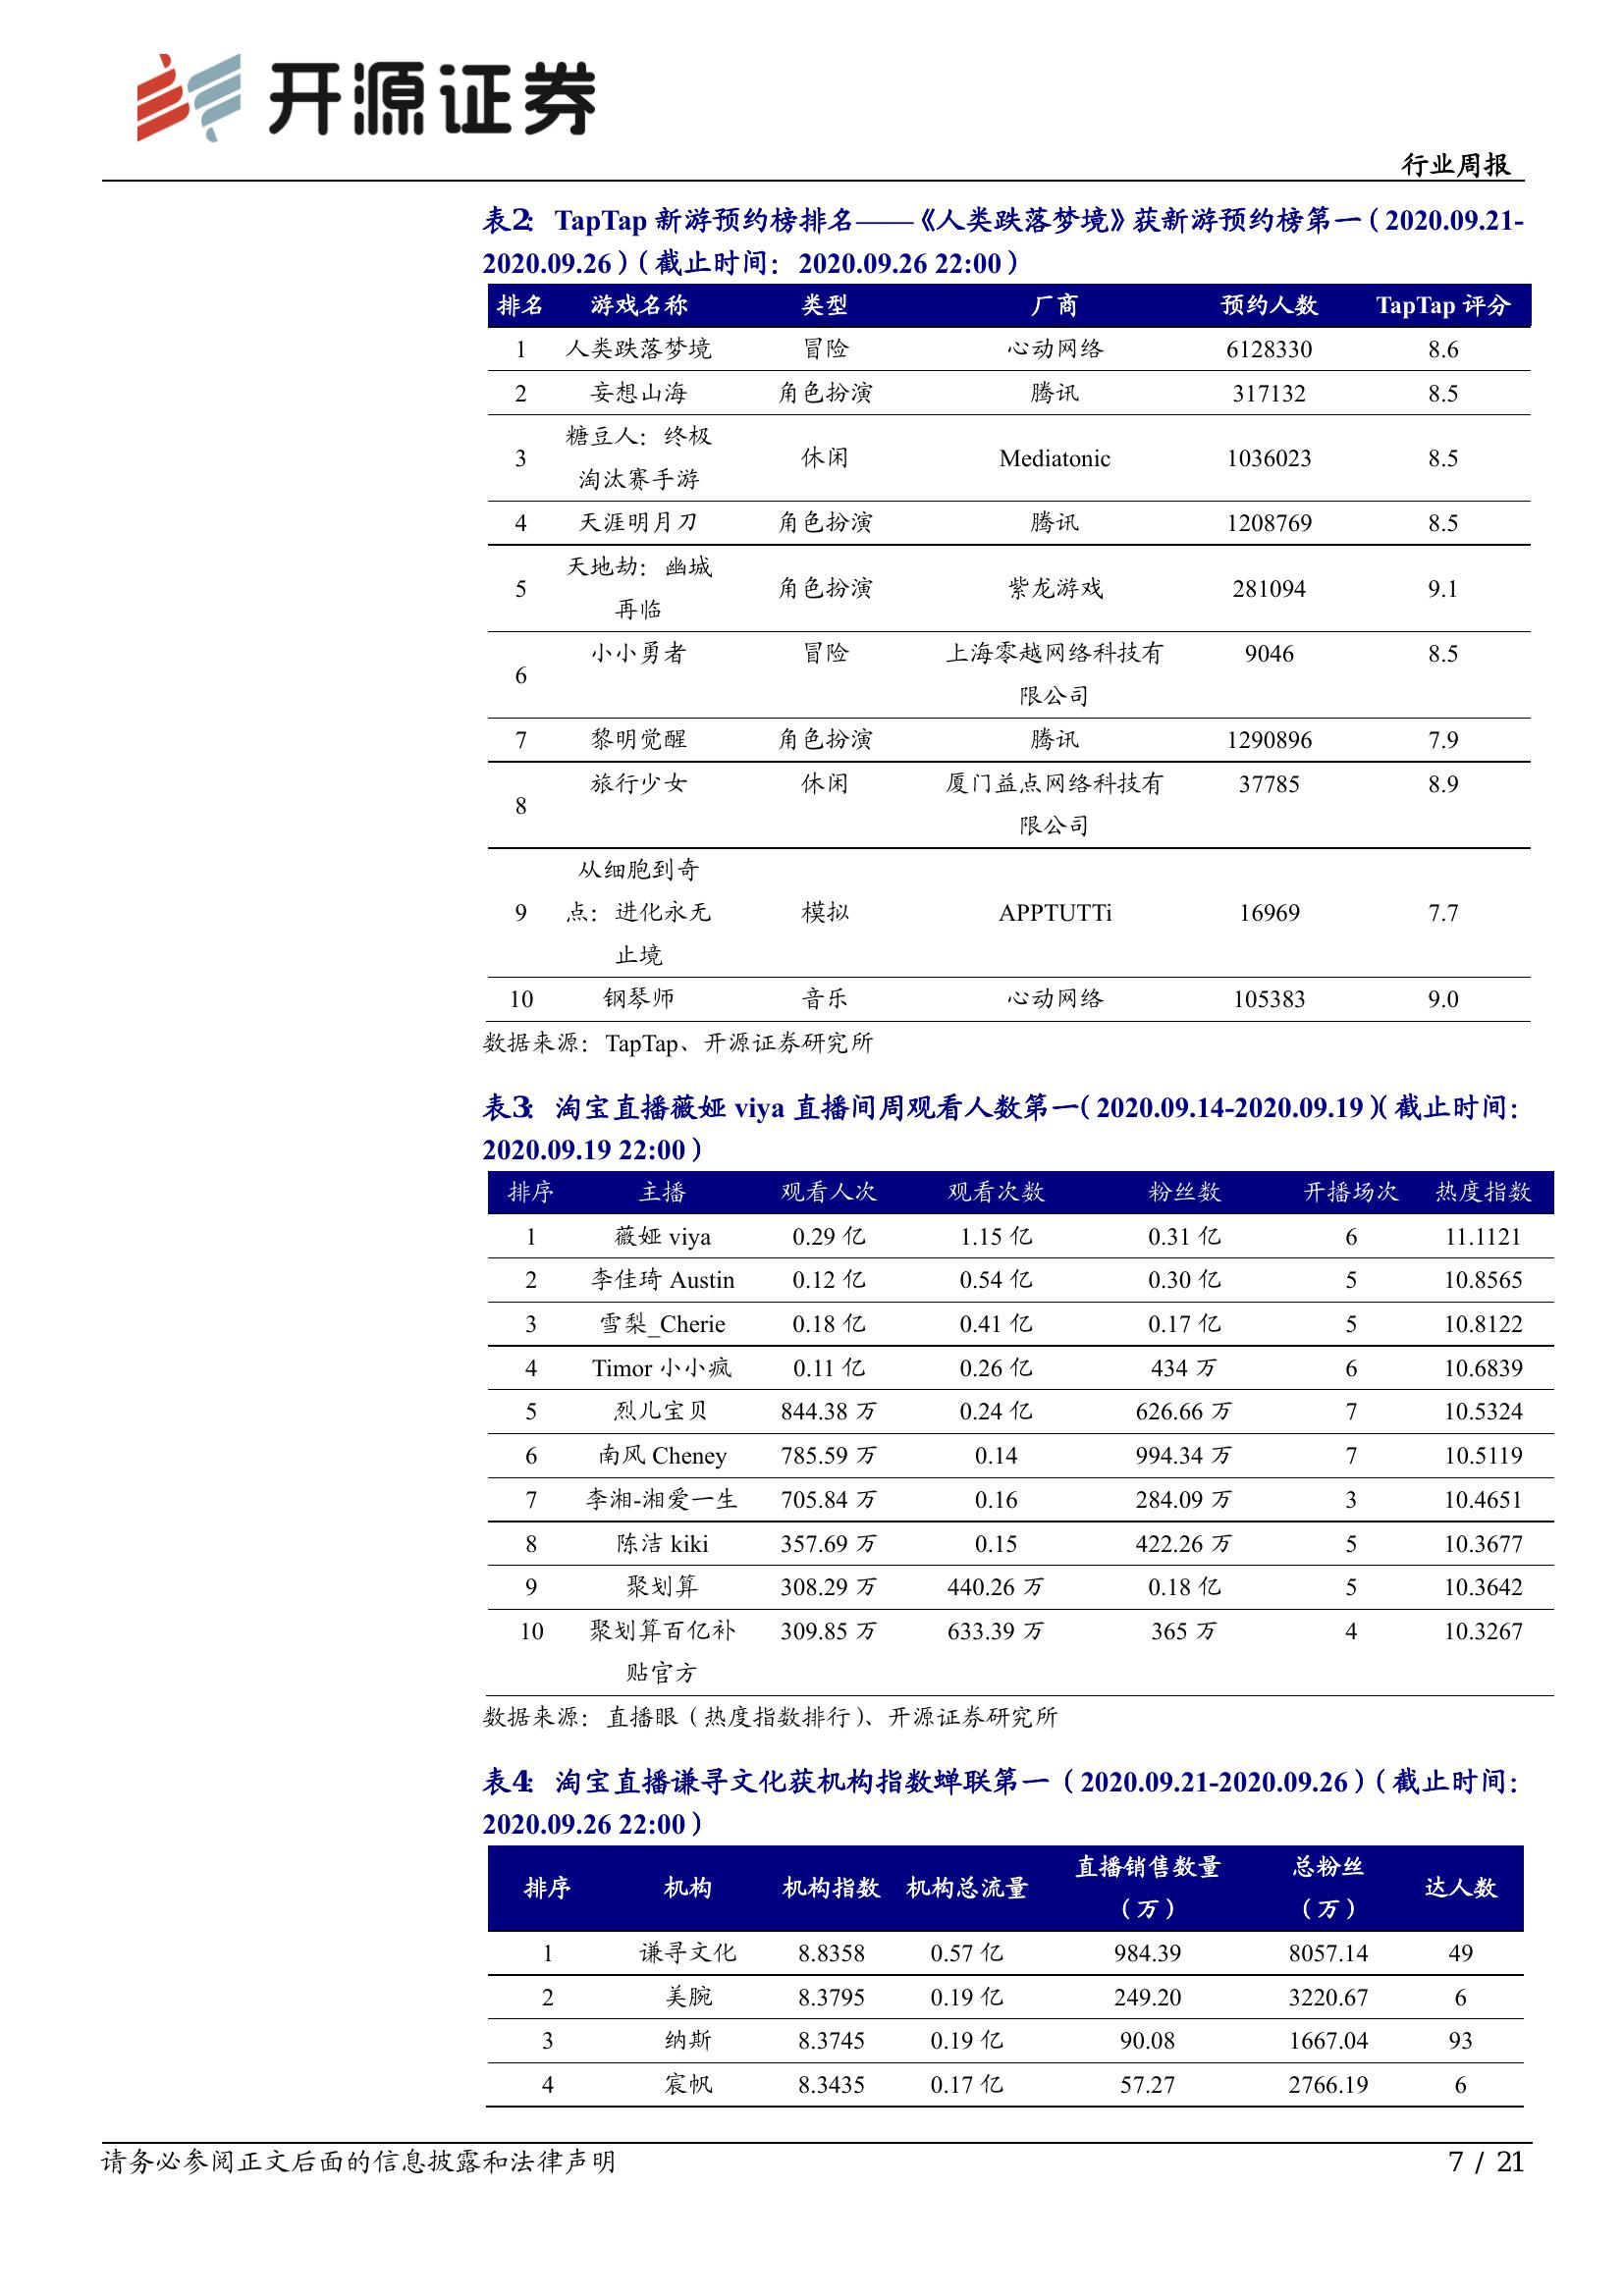 开源证券
行业周报
表2: TapTap 新游预约榜排名——《人类跌落梦境》获新游预约榜第一（2020.09.21-
2020.09.26）（截止时间：2020.09.26 22:00）
排名 游戏名称 类型 厂商 预约人数 TapTap 评分
1 人类跌落梦境 冒险 心动网络 6128330 8.6
2 妄想山海 角色扮演 腾讯 317132 8.5
糖豆人：终极
3 休闲 Mediatonic 1036023 8.5
淘汰赛手游
4 天涯明月刀 角色扮演 腾讯 1208769 8.5
天地劫：幽城
5 角色扮演 紫龙游戏 281094 9.1
再临
小小勇者 冒险 上海零越网络科技有 9046 8.5
6
限公司
7 黎明觉醒 角色扮演 腾讯 1290896 7.9
旅行少女 休闲 厦门益点网络科技有 37785 8.9
8
限公司
从细胞到奇
9 点：进化永无 模拟 APPTUTTi 16969 7.7
止境
10 钢琴师 音乐 心动网络 105383 9.0
数据来源：TapTap、开源证券研究所
表3: 淘宝直播薇娅 viya 直播间周观看人数第一（2020.09.14-2020.09.19）（截止时间：
2020.09.19 22:00）
排序 主播 观看人次 观看次数 粉丝数 开播场次 热度指数
1 薇娅 viya 0.29 亿 1.15 亿 0.31 亿 6 11.1121
2 李佳琦 Austin 0.12 亿 0.54 亿 0.30 亿 5 10.8565
3 雪梨_Cherie 0.18 亿 0.41 亿 0.17 亿 5 10.8122
4 Timor 小小疯 0.11 亿 0.26 亿 434 万 6 10.6839
5 烈儿宝贝 844.38 万 0.24 亿 626.66 万 7 10.5324
6 南风 Cheney 785.59 万 0.14 994.34 万 7 10.5119
7 李湘-湘爱一生 705.84 万 0.16 284.09 万 3 10.4651
8 陈洁 kiki 357.69 万 0.15 422.26 万 5 10.3677
9 聚划算 308.29 万 440.26 万 0.18 亿 5 10.3642
10 聚划算百亿补 309.85 万 633.39 万 365 万 4 10.3267
贴官方
数据来源：直播眼（热度指数排行）、开源证券研究所
表4: 淘宝直播谦寻文化获机构指数蝉联第一（2020.09.21-2020.09.26）（截止时间：
2020.09.26 22:00）
直播销售数量 总粉丝
排序 机构 机构指数 机构总流量 达人数
（万） （万）
1 谦寻文化 8.8358 0.57 亿 984.39 8057.14 49
2 美腕 8.3795 0.19 亿 249.20 3220.67 6
3 纳斯 8.3745 0.19 亿 90.08 1667.04 93
4 宸帆 8.3435 0.17 亿 57.27 2766.19 6
请务必参阅正文后面的信息披露和法律声明 7 / 21